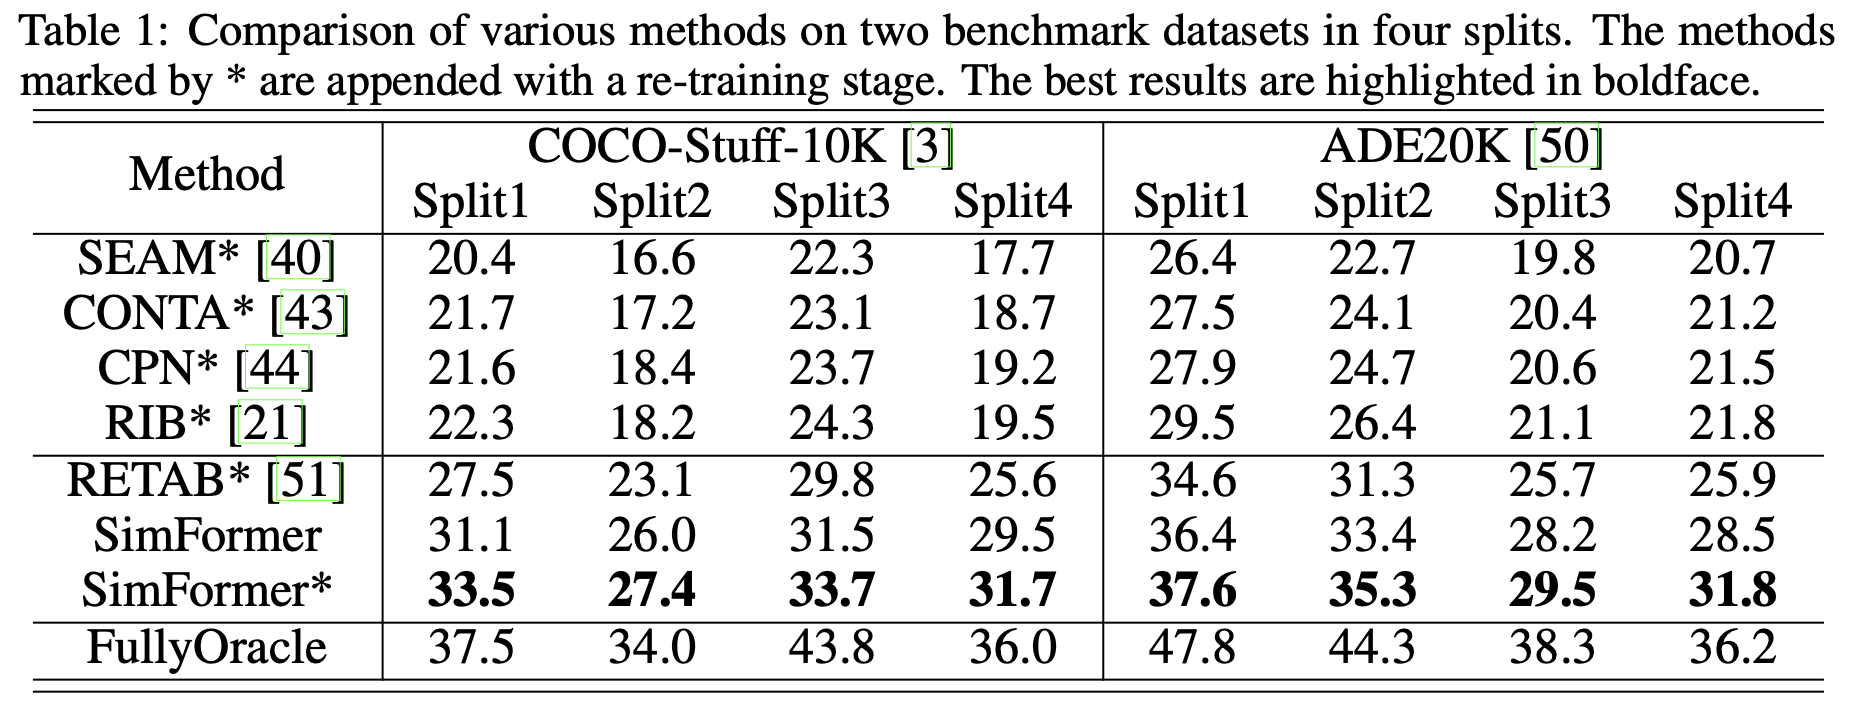 Table 1: Comparison of various methods on two benchmark datasets in four splits. The methods
marked by * are appended with a re-training stage. The best results are highlighted in boldface.
Method COCO-Stuff-10K [3] ADE20K [50]
Split1 Split2 Split3 Split4 Split1 Split2 Split3 Split4
SEAM* [40] 20.4 16.6 22.3 17.7 26.4 22.7 19.8 20.7
CONTA* [43] 21.7 17.2 23.1 18.7 27.5 24.1 20.4 21.2
CPN* [44] 21.6 18.4 23.7 19.2 27.9 24.7 20.6 21.5
RIB* [21] 22.3 18.2 24.3 19.5 29.5 26.4 21.1 21.8
RETAB* [51] 27.5 23.1 29.8 25.6 34.6 31.3 25.7 25.9
SimFormer 31.1 26.0 31.5 29.5 36.4 33.4 28.2 28.5
SimFormer* 33.5 27.4 33.7 31.7 37.6 35.3 29.5 31.8
FullyOracle 37.5 34.0 43.8 36.0 47.8 44.3 38.3 36.2